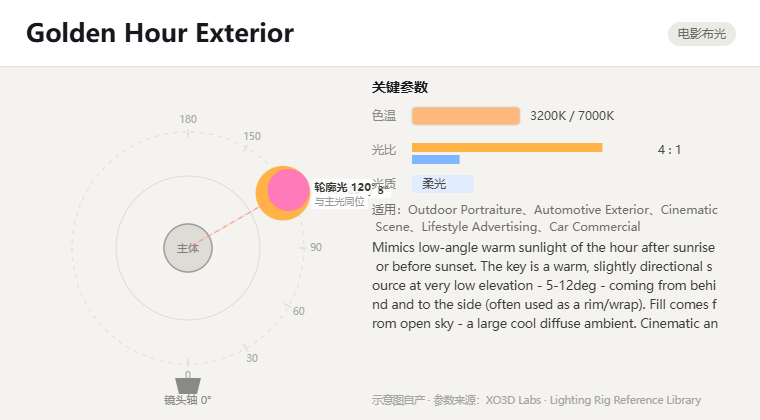 Golden Hour Exterior
电影布光
关键参数
色温
3200K / 7000K
光比
4 : 1
光质
柔光
适用：Outdoor Portraiture、Automotive Exterior、Cinematic
Scene、Lifestyle Advertising、Car Commercial
Mimics low-angle warm sunlight of the hour after sunrise
or before sunset. The key is a warm, slightly directional s
ource at very low elevation - 5-12deg - coming from behi
nd and to the side (often used as a rim/wrap). Fill comes f
rom open sky - a large cool diffuse ambient. Cinematic an
180
150
轮廓光 120°
与主光同位
主体
90
60
30
0
镜头轴 0°
示意图自产 · 参数来源：XO3D Labs · Lighting Rig Reference Library